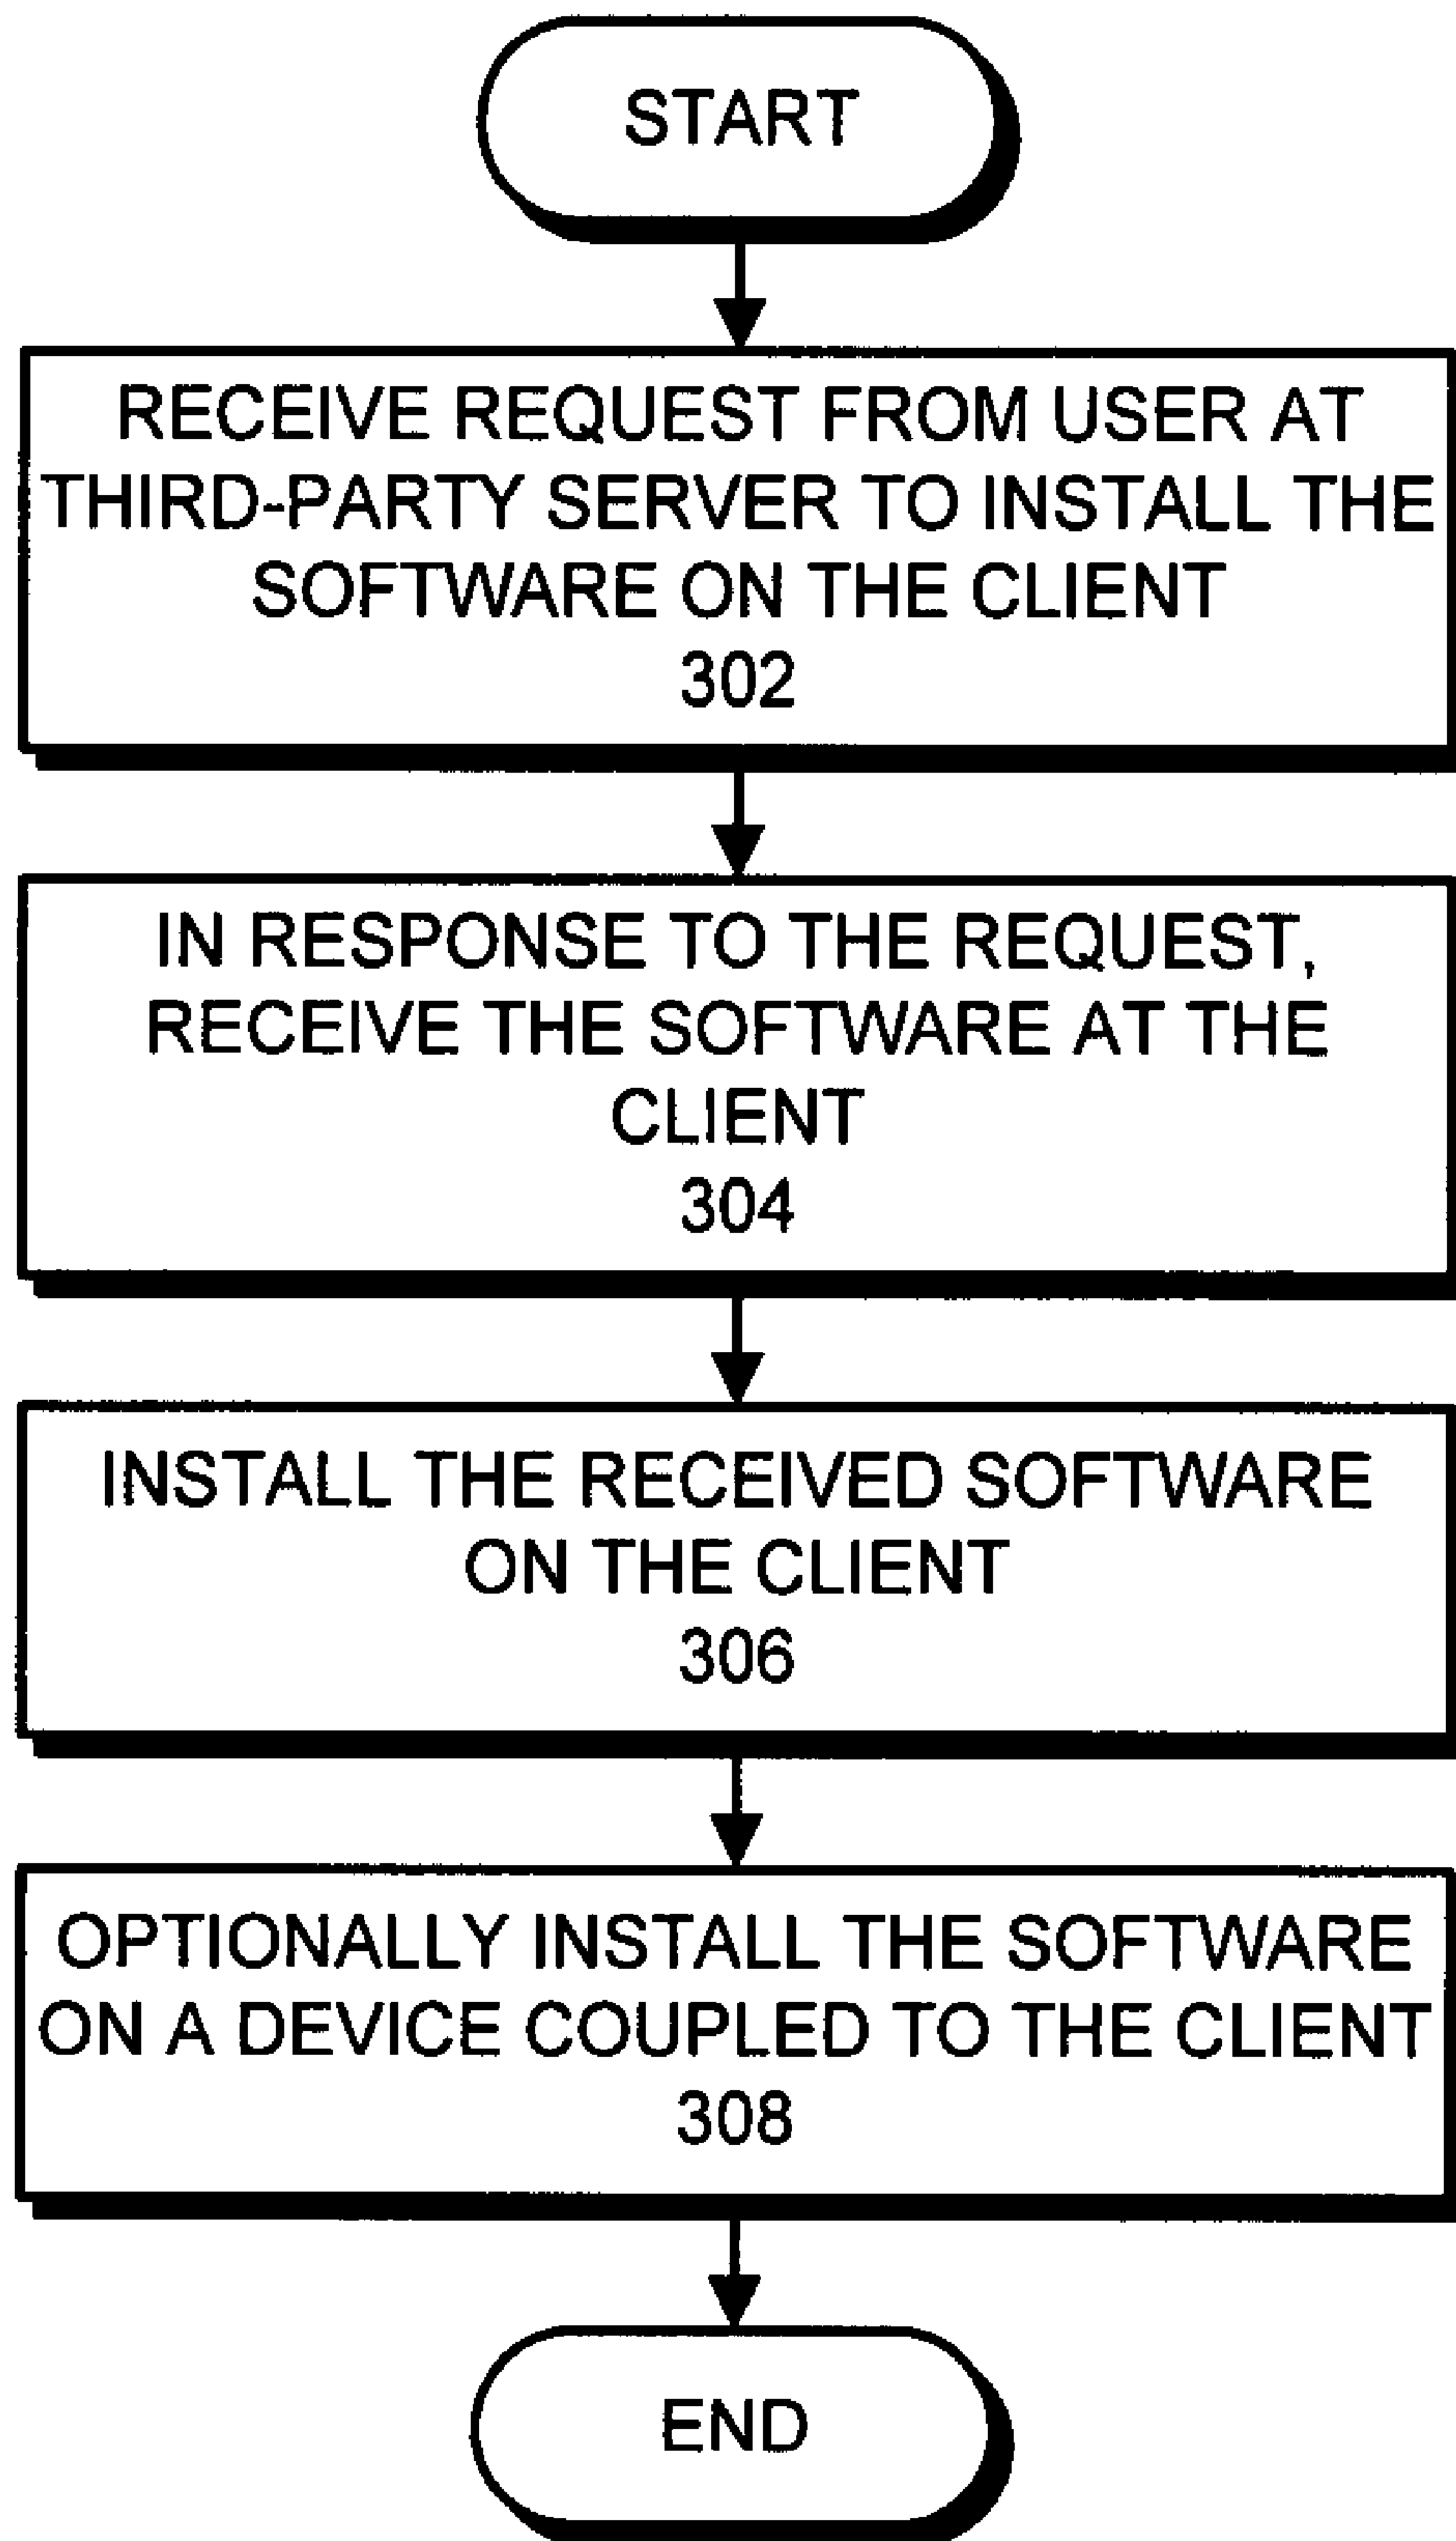 START
RECEIVE REQUEST FROM USER AT
THIRD-PARTY SERVER TO INSTALL THE
SOFTWARE ON THE CLIENT
302
IN RESPONSE TO THE REQUEST,
RECEIVE THE SOFTWARE AT THE
CLIENT
304
INSTALL THE RECEIVED SOFTWARE
ON THE CLIENT
306
OPTIONALLY INSTALL THE SOFTWARE
ON A DEVICE COUPLED TO THE CLIENT
308
END